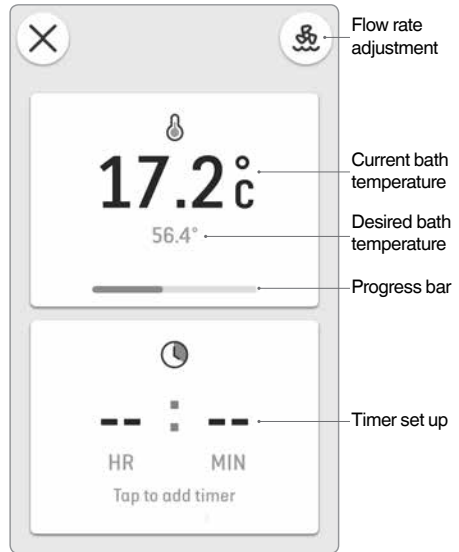 Flow rate
adjustment
17.2°C
Current bath
temperature
56.4°
Desired bath
temperature
Progress bar
-- : --
Timer set up
HR MIN
Tap to add timer